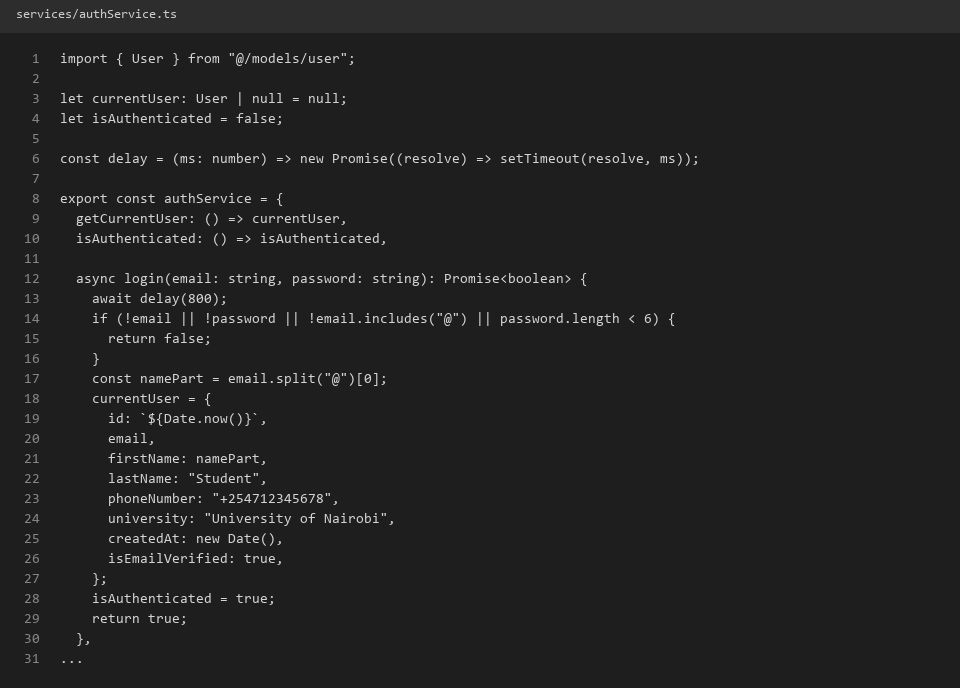 services/authService.ts
1 import { User } from "@/models/user";
2
3 let currentUser: User | null = null;
4 let isAuthenticated = false;
5
6 const delay = (ms: number) => new Promise((resolve) => setTimeout(resolve, ms));
7
8 export const authService = {
9   getCurrentUser: () => currentUser,
10   isAuthenticated: () => isAuthenticated,
11
12   async login(email: string, password: string): Promise<boolean> {
13     await delay(800);
14     if (!email || !password || !email.includes("@") || password.length < 6) {
15       return false;
16     }
17     const namePart = email.split("@")[0];
18     currentUser = {
19       id: `${Date.now()}`,
20       email,
21       firstName: namePart,
22       lastName: "Student",
23       phoneNumber: "+254712345678",
24       university: "University of Nairobi",
25       createdAt: new Date(),
26       isEmailVerified: true,
27     };
28     isAuthenticated = true;
29     return true;
30   },
31 ...